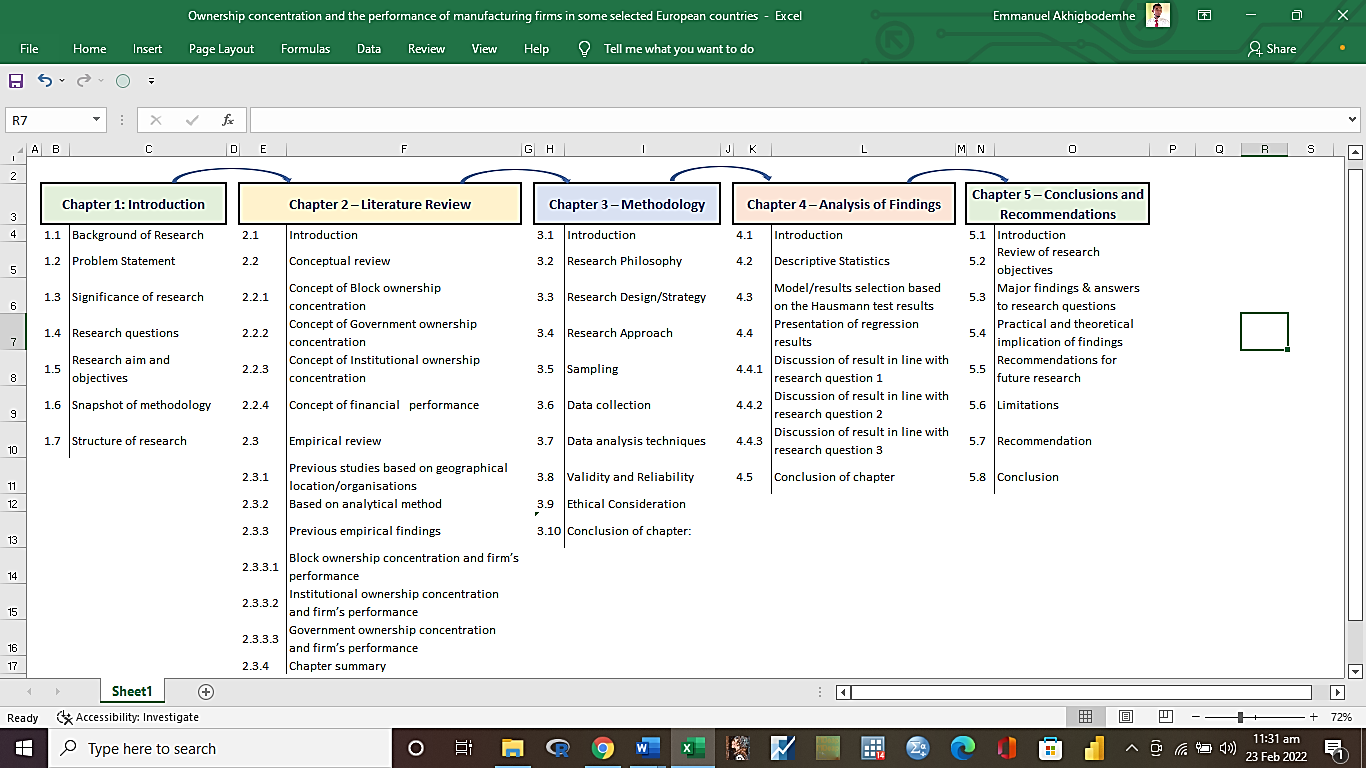 Ownership concentration and the performance of manufacturing firms in some selected European countries - Excel
Emmanuel Akhigbodemhe
File Home Insert Page Layout Formulas Data Review View Help Tell me what you want to do Share
R7
fx
A B C D E F G H I J K L M N O P Q R S
1
2
3
4
5
6
7
8
9
10
11
12
13
14
15
16
17
Chapter 1: Introduction
1.1 Background of Research
1.2 Problem Statement
1.3 Significance of research
1.4 Research questions
1.5 Research aim and
objectives
1.6 Snapshot of methodology
1.7 Structure of research
Chapter 2 – Literature Review
2.1 Introduction
2.2 Conceptual review
2.2.1 Concept of Block ownership
concentration
2.2.2 Concept of Government ownership
concentration
2.2.3 Concept of Institutional ownership
concentration
2.2.4 Concept of financial performance
2.3 Empirical review
2.3.1 Previous studies based on geographical
location/organisations
2.3.2 Based on analytical method
2.3.3 Previous empirical findings
2.3.3.1 Block ownership concentration and firm's
performance
2.3.3.2 Institutional ownership concentration
and firm's performance
2.3.3.3 Government ownership concentration
and firm's performance
2.3.4 Chapter summary
Chapter 3 – Methodology
3.1 Introduction
3.2 Research Philosophy
3.3 Research Design/Strategy
3.4 Research Approach
3.5 Sampling
3.6 Data collection
3.7 Data analysis techniques
3.8 Validity and Reliability
3.9 Ethical Consideration
3.10 Conclusion of chapter:
Chapter 4 – Analysis of Findings
4.1 Introduction
4.2 Descriptive Statistics
4.3 Model/results selection based
on the Hausmann test results
4.4 Presentation of regression
results
4.4.1 Discussion of result in line with
research question 1
4.4.2 Discussion of result in line with
research question 2
4.4.3 Discussion of result in line with
research question 3
4.5 Conclusion of chapter
Chapter 5 – Conclusions and
Recommendations
5.1 Introduction
5.2 Review of research
objectives
5.3 Major findings & answers
to research questions
5.4 Practical and theoretical
implication of findings
5.5 Recommendations for
future research
5.6 Limitations
5.7 Recommendation
5.8 Conclusion
Sheet1
Ready Accessibility: Investigate
72%
Type here to search
11:31 am
23 Feb 2022